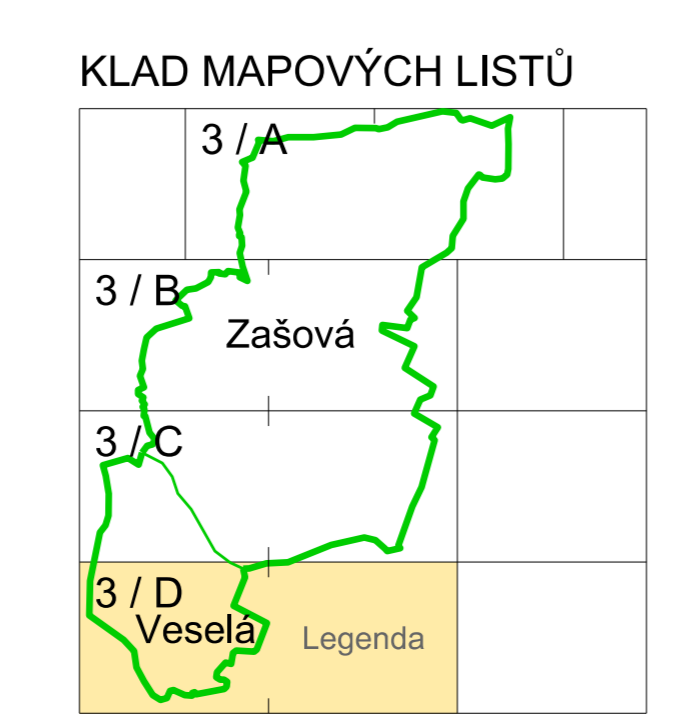 KLAD MAPOVÝCH LISTŮ
3 / A
3 / B
Zašová
3 / C
3 / D
Veselá
Legenda